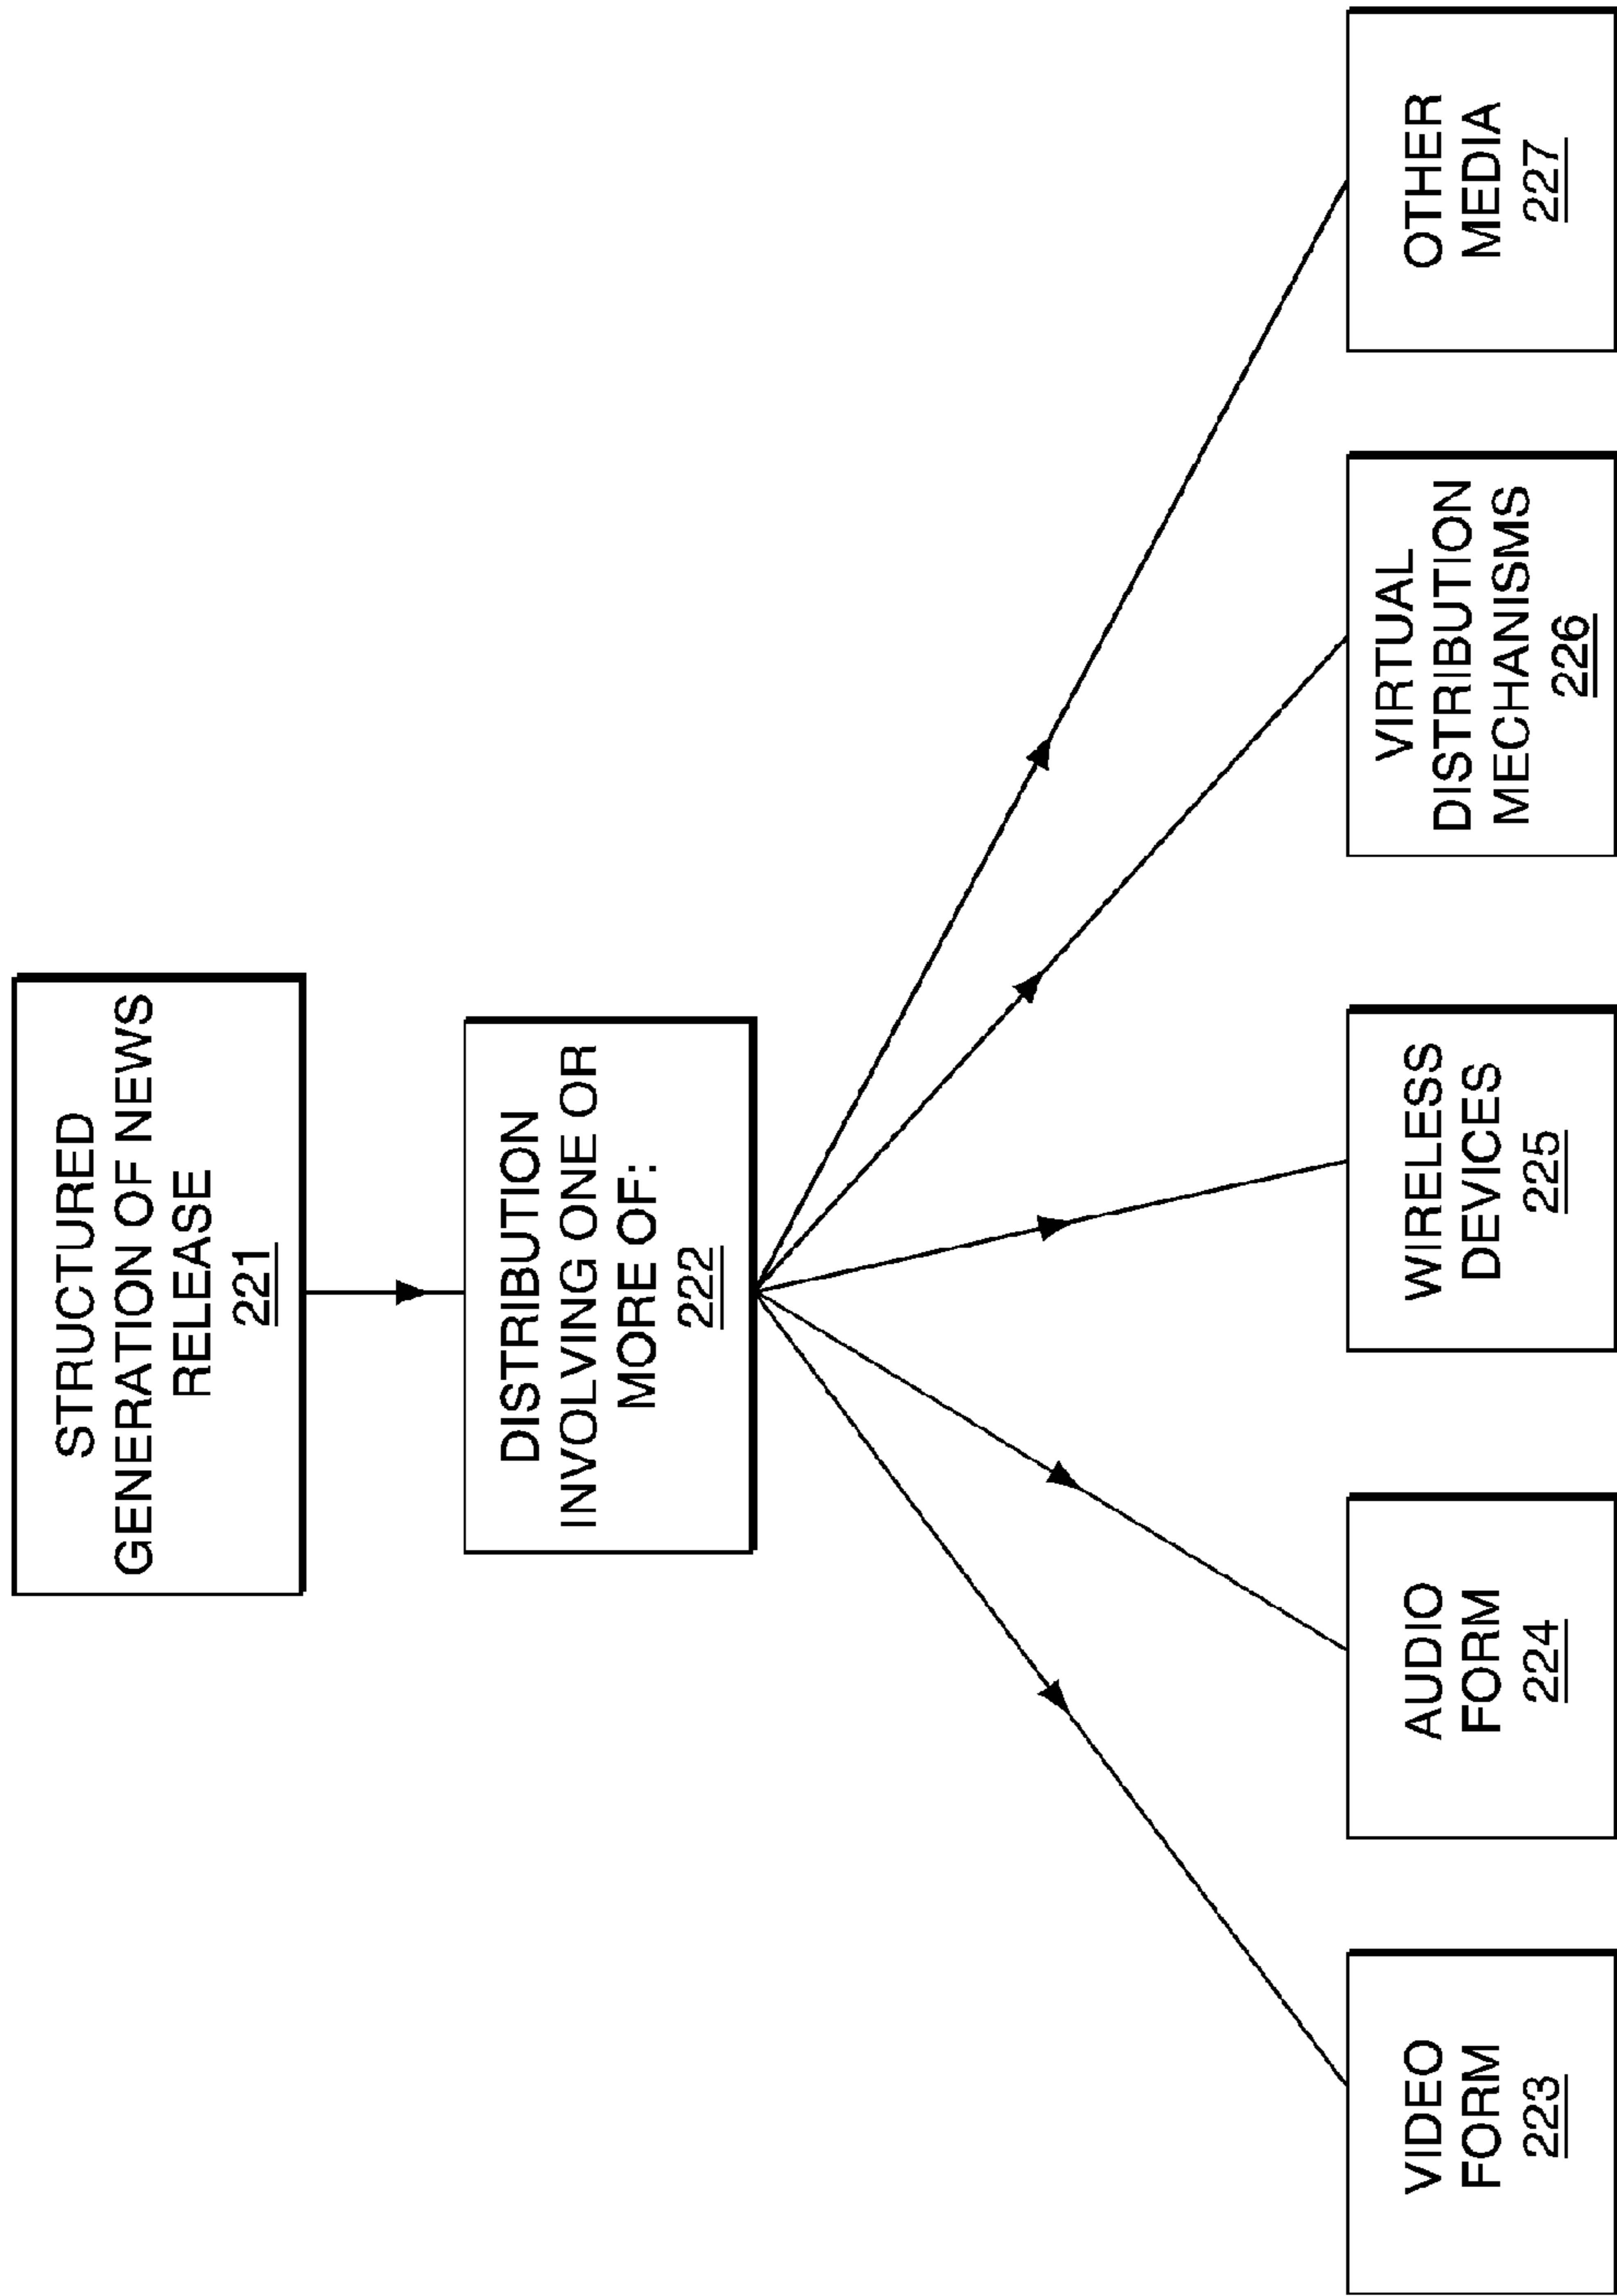 STRUCTURED
GENERATION OF NEWS
RELEASE
221
DISTRIBUTION
INVOLVING ONE OR
MORE OF:
222
VIDEO
FORM
223
AUDIO
FORM
224
WIRELESS
DEVICES
225
VIRTUAL
DISTRIBUTION
MECHANISMS
226
OTHER
MEDIA
227